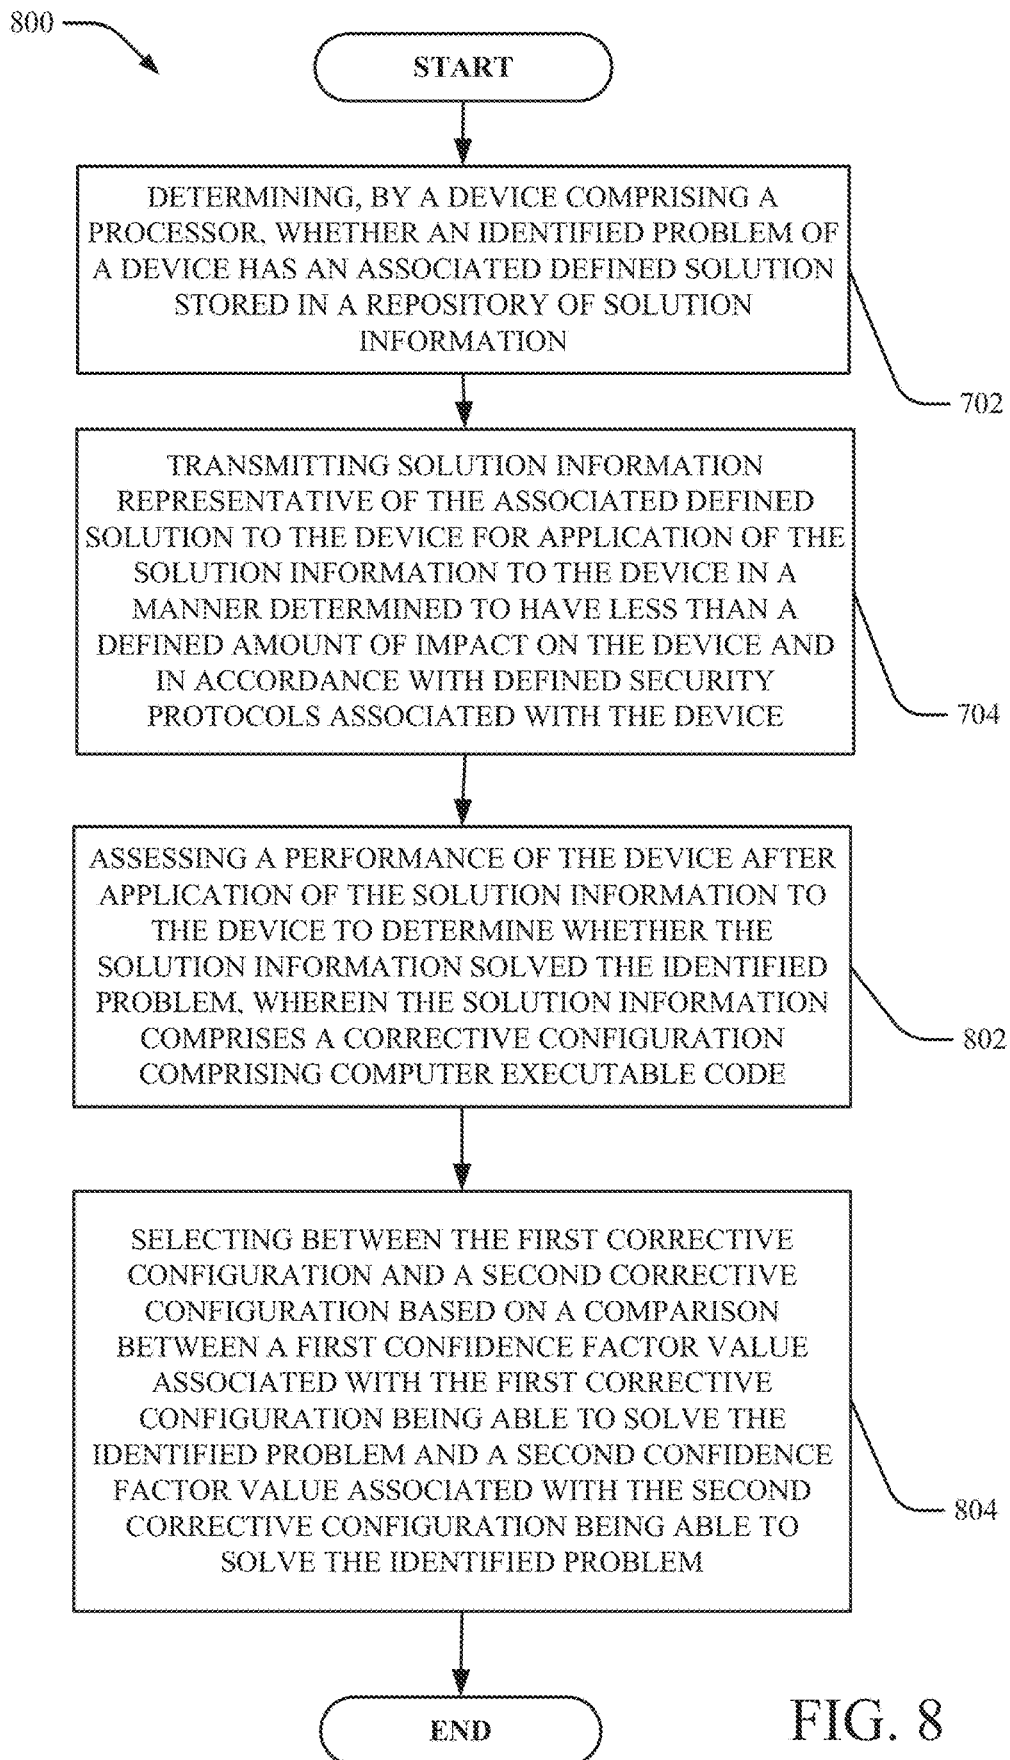 800
START
DETERMINING, BY A DEVICE COMPRISING A
PROCESSOR, WHETHER AN IDENTIFIED PROBLEM OF
A DEVICE HAS AN ASSOCIATED DEFINED SOLUTION
STORED IN A REPOSITORY OF SOLUTION
INFORMATION
702
TRANSMITTING SOLUTION INFORMATION
REPRESENTATIVE OF THE ASSOCIATED DEFINED
SOLUTION TO THE DEVICE FOR APPLICATION OF THE
SOLUTION INFORMATION TO THE DEVICE IN A
MANNER DETERMINED TO HAVE LESS THAN A
DEFINED AMOUNT OF IMPACT ON THE DEVICE AND
IN ACCORDANCE WITH DEFINED SECURITY
PROTOCOLS ASSOCIATED WITH THE DEVICE
704
ASSESSING A PERFORMANCE OF THE DEVICE AFTER
APPLICATION OF THE SOLUTION INFORMATION TO
THE DEVICE TO DETERMINE WHETHER THE
SOLUTION INFORMATION SOLVED THE IDENTIFIED
PROBLEM, WHEREIN THE SOLUTION INFORMATION
COMPRISES A CORRECTIVE CONFIGURATION
COMPRISING COMPUTER EXECUTABLE CODE
802
SELECTING BETWEEN THE FIRST CORRECTIVE
CONFIGURATION AND A SECOND CORRECTIVE
CONFIGURATION BASED ON A COMPARISON
BETWEEN A FIRST CONFIDENCE FACTOR VALUE
ASSOCIATED WITH THE FIRST CORRECTIVE
CONFIGURATION BEING ABLE TO SOLVE THE
IDENTIFIED PROBLEM AND A SECOND CONFIDENCE
FACTOR VALUE ASSOCIATED WITH THE SECOND
CORRECTIVE CONFIGURATION BEING ABLE TO
SOLVE THE IDENTIFIED PROBLEM
804
END
FIG. 8